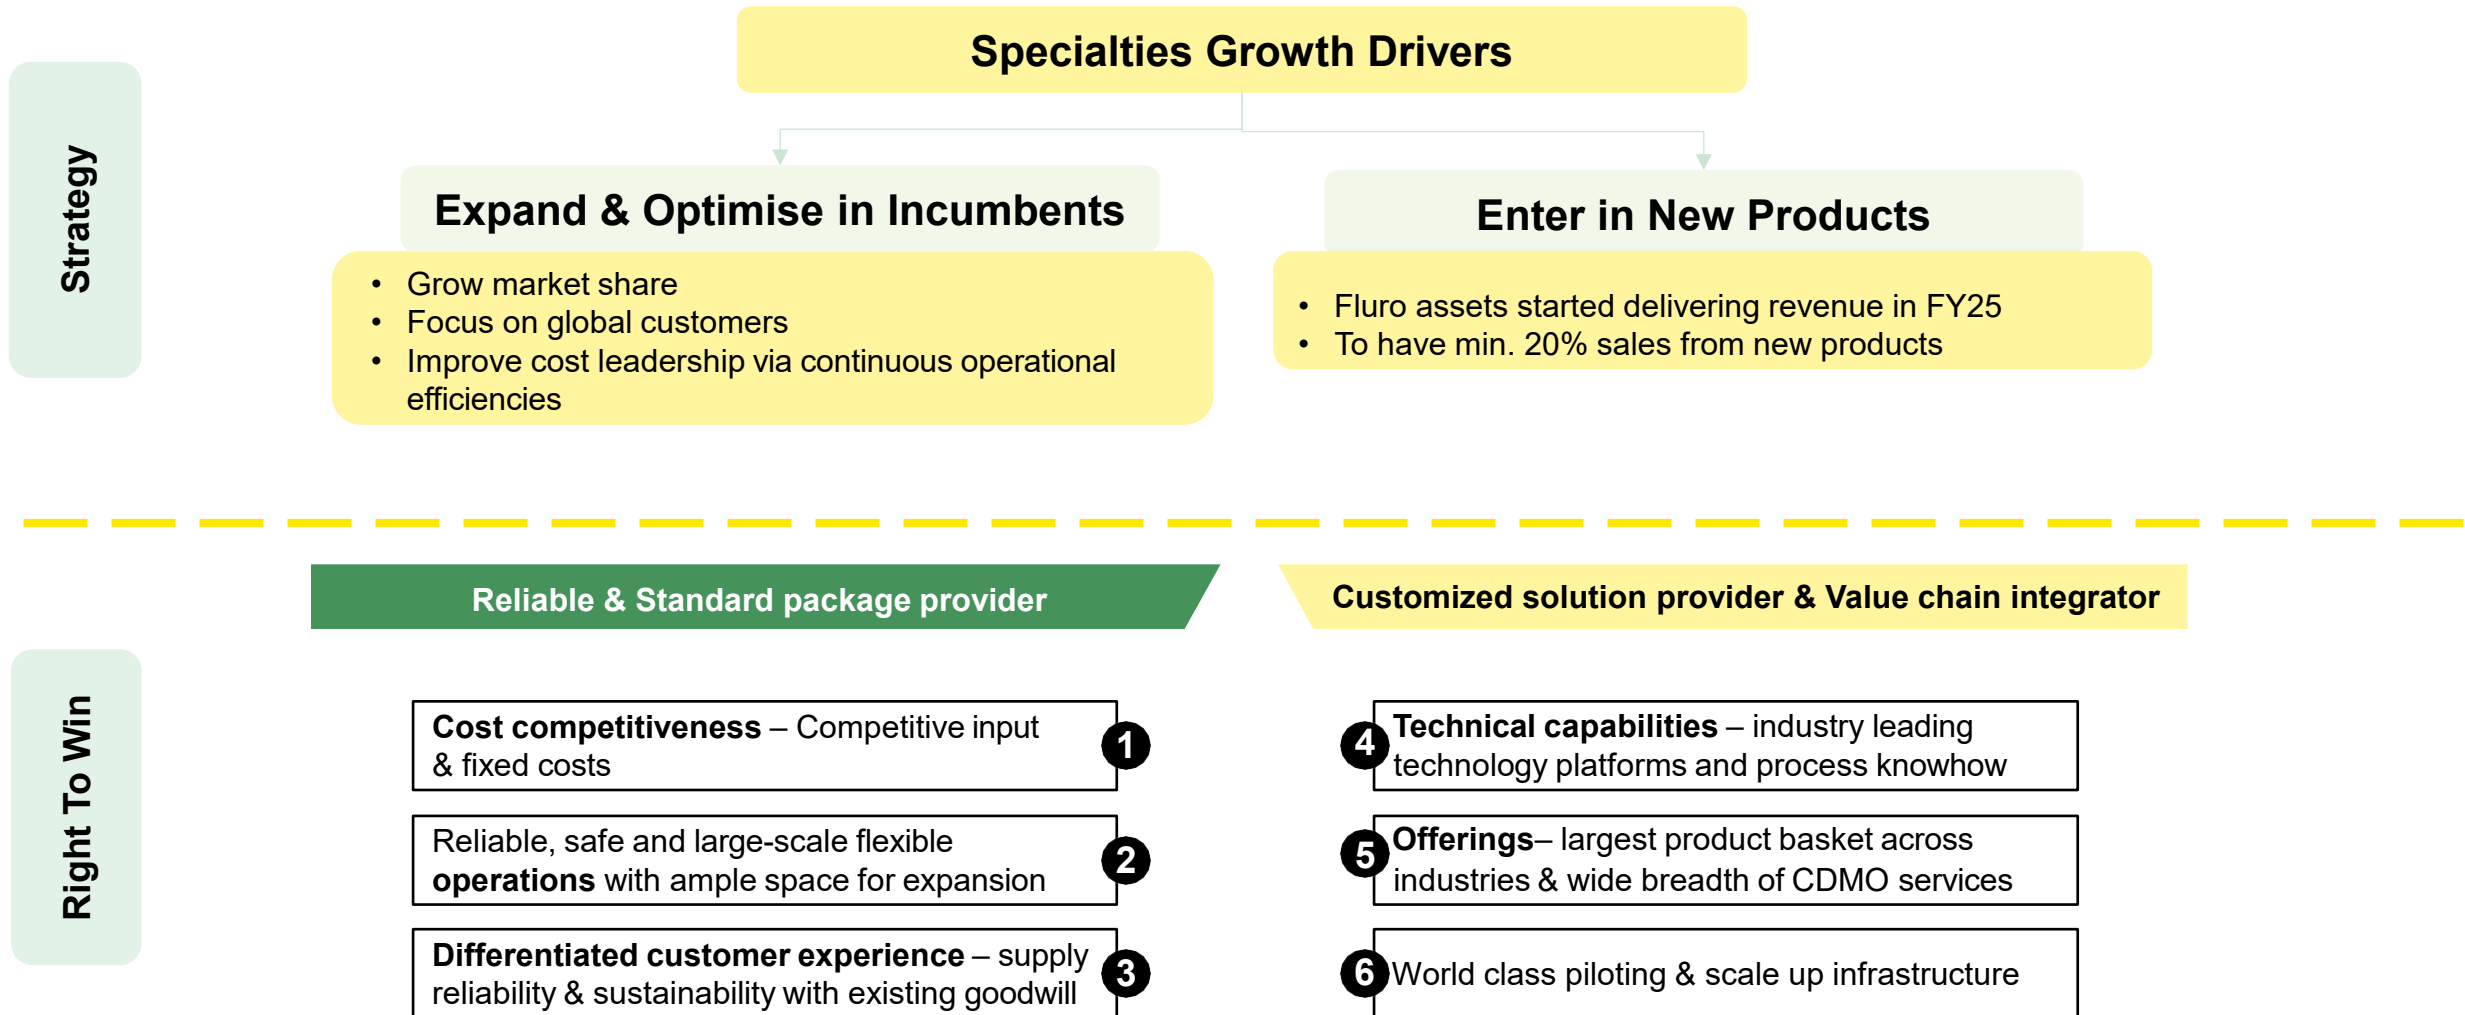 Specialties Growth Drivers
Strategy
Expand & Optimise in Incumbents
• Grow market share
• Focus on global customers
• Improve cost leadership via continuous operational
efficiencies
Enter in New Products
• Fluro assets started delivering revenue in FY25
• To have min. 20% sales from new products
Right To Win
Reliable & Standard package provider
Cost competitiveness – Competitive input
& fixed costs
1
Reliable, safe and large-scale flexible
operations with ample space for expansion
2
Differentiated customer experience – supply
reliability & sustainability with existing goodwill
3
Customized solution provider & Value chain integrator
4
Technical capabilities – industry leading
technology platforms and process knowhow
5
Offerings– largest product basket across
industries & wide breadth of CDMO services
6
World class piloting & scale up infrastructure